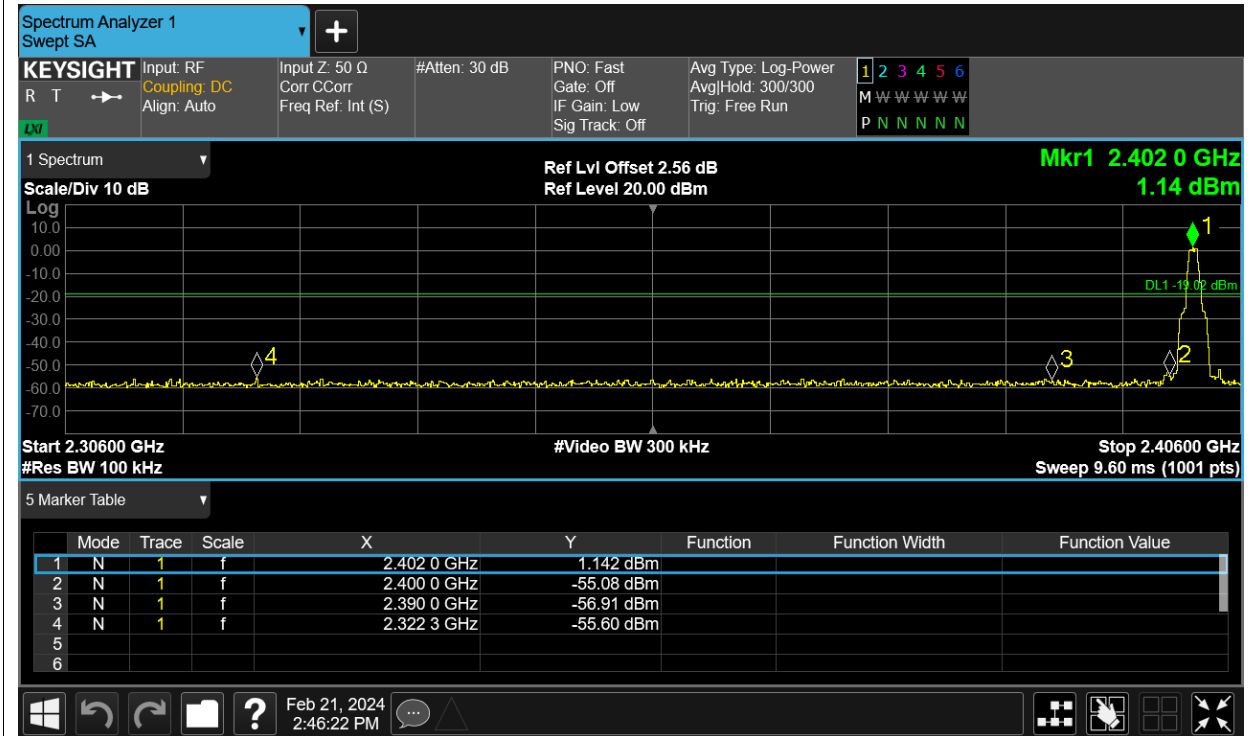 Spectrum Analyzer 1
Swept SA
+
KEYSIGHT
R T
LXI
Input: RF
Coupling: DC
Align: Auto
Input Z: 50 Ω
Corr CCorr
Freq Ref: Int (S)
#Atten: 30 dB
PNO: Fast
Gate: Off
IF Gain: Low
Sig Track: Off
Avg Type: Log-Power
Avg|Hold: 300/300
Trig: Free Run
1 2 3 4 5 6
M W W W W W
P N N N N N
1 Spectrum
Scale/Div 10 dB
Ref Lvl Offset 2.56 dB
Ref Level 20.00 dBm
Mkr1 2.402 0 GHz
1.14 dBm
Log
10.0
0.00
-10.0
-20.0
-30.0
-40.0
-50.0
-60.0
-70.0
1
DL1 -19.02 dBm
4
3
2
Start 2.30600 GHz
#Res BW 100 kHz
#Video BW 300 kHz
Stop 2.40600 GHz
Sweep 9.60 ms (1001 pts)
5 Marker Table
Mode Trace Scale X Y Function Function Width Function Value
1 N 1 f 2.402 0 GHz 1.142 dBm
2 N 1 f 2.400 0 GHz -55.08 dBm
3 N 1 f 2.390 0 GHz -56.91 dBm
4 N 1 f 2.322 3 GHz -55.60 dBm
5
6
?
Feb 21, 2024
2:46:22 PM